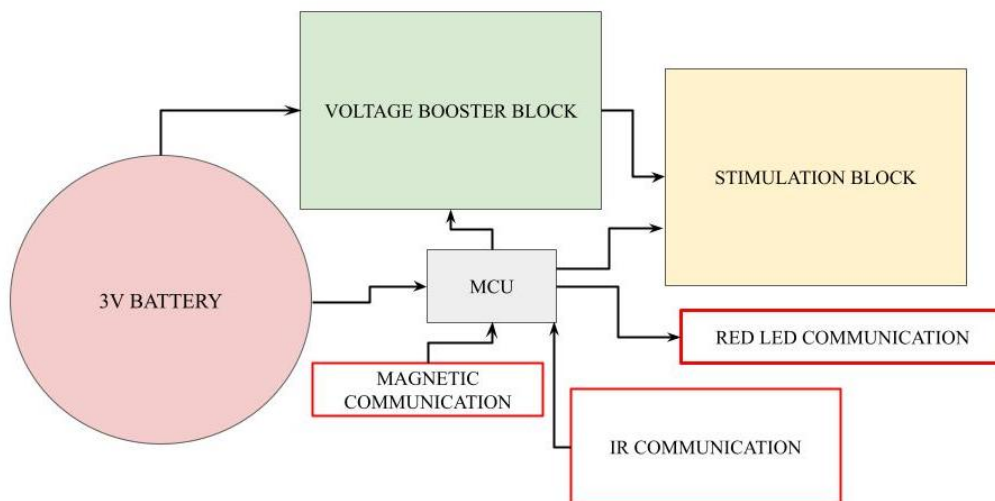 VOLTAGE BOOSTER BLOCK
STIMULATION BLOCK
3V BATTERY
MCU
RED LED COMMUNICATION
MAGNETIC
COMMUNICATION
IR COMMUNICATION